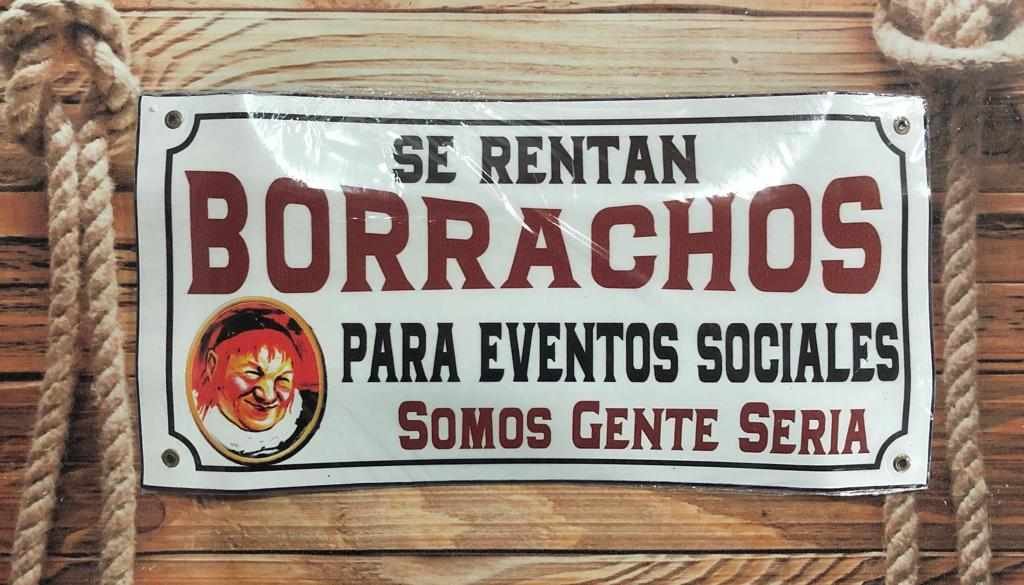 SE RENTAN
BORRACHOS
PARA EVENTOS SOCIALES
SOMOS GENTE SERIA